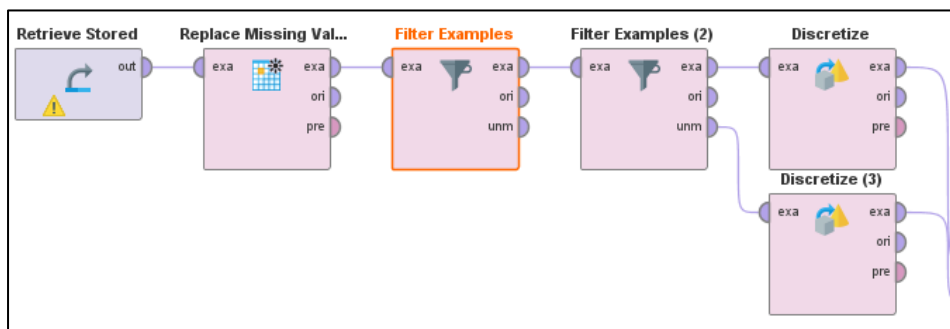 Retrieve Stored
Replace Missing Val...
Filter Examples
Filter Examples (2)
Discretize
out
exa
exa
ori
pre
exa
exa
ori
unm
exa
exa
ori
unm
exa
exa
ori
pre
Discretize (3)
exa
exa
ori
pre